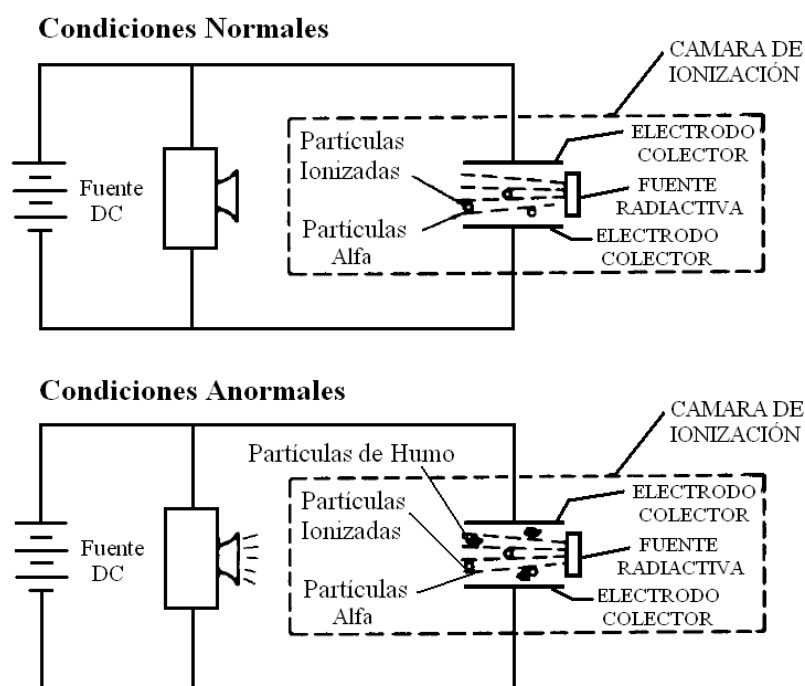 Condiciones Normales
CAMARA DE
IONIZACIÓN
Partículas
Ionizadas
ELECTRODO
COLECTOR
Fuente
DC
FUENTE
RADIACTIVA
Partículas
Alfa
ELECTRODO
COLECTOR
Condiciones Anormales
CAMARA DE
IONIZACIÓN
Partículas de Humo
Partículas
Ionizadas
ELECTRODO
COLECTOR
Fuente
DC
FUENTE
RADIACTIVA
Partículas
Alfa
ELECTRODO
COLECTOR